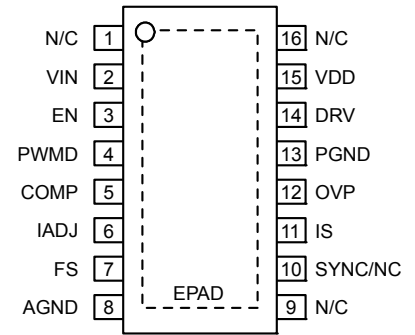 N/C 1 16 N/C
VIN 2 15 VDD
EN 3 14 DRV
PWMD 4 13 PGND
COMP 5 12 OVP
IADJ 6 11 IS
FS 7 10 SYNC/NC
AGND 8 EPAD 9 N/C